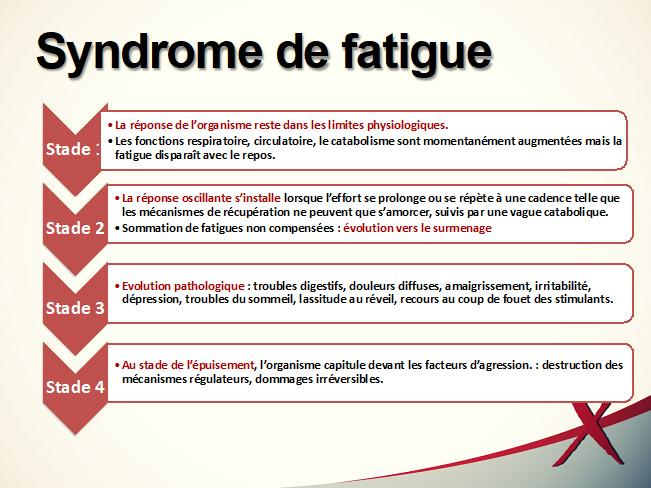 Syndrome de fatigue
Stade 1
• La réponse de l'organisme reste dans les limites physiologiques.
• Les fonctions respiratoire, circulatoire, le catabolisme sont momentanément augmentées mais la
fatigue disparaît avec le repos.
Stade 2
• La réponse oscillante s'installe lorsque l'effort se prolonge ou se répète à une cadence telle que
les mécanismes de récupération ne peuvent que s'amorcer, suivis par une vague catabolique.
• Sommation de fatigues non compensées : évolution vers le surmenage
Stade 3
• Evolution pathologique : troubles digestifs, douleurs diffuses, amaigrissement, irritabilité,
dépression, troubles du sommeil, lassitude au réveil, recours au coup de fouet des stimulants.
Stade 4
• Au stade de l'épuisement, l'organisme capitule devant les facteurs d'agression. : destruction des
mécanismes régulateurs, dommages irréversibles.
X